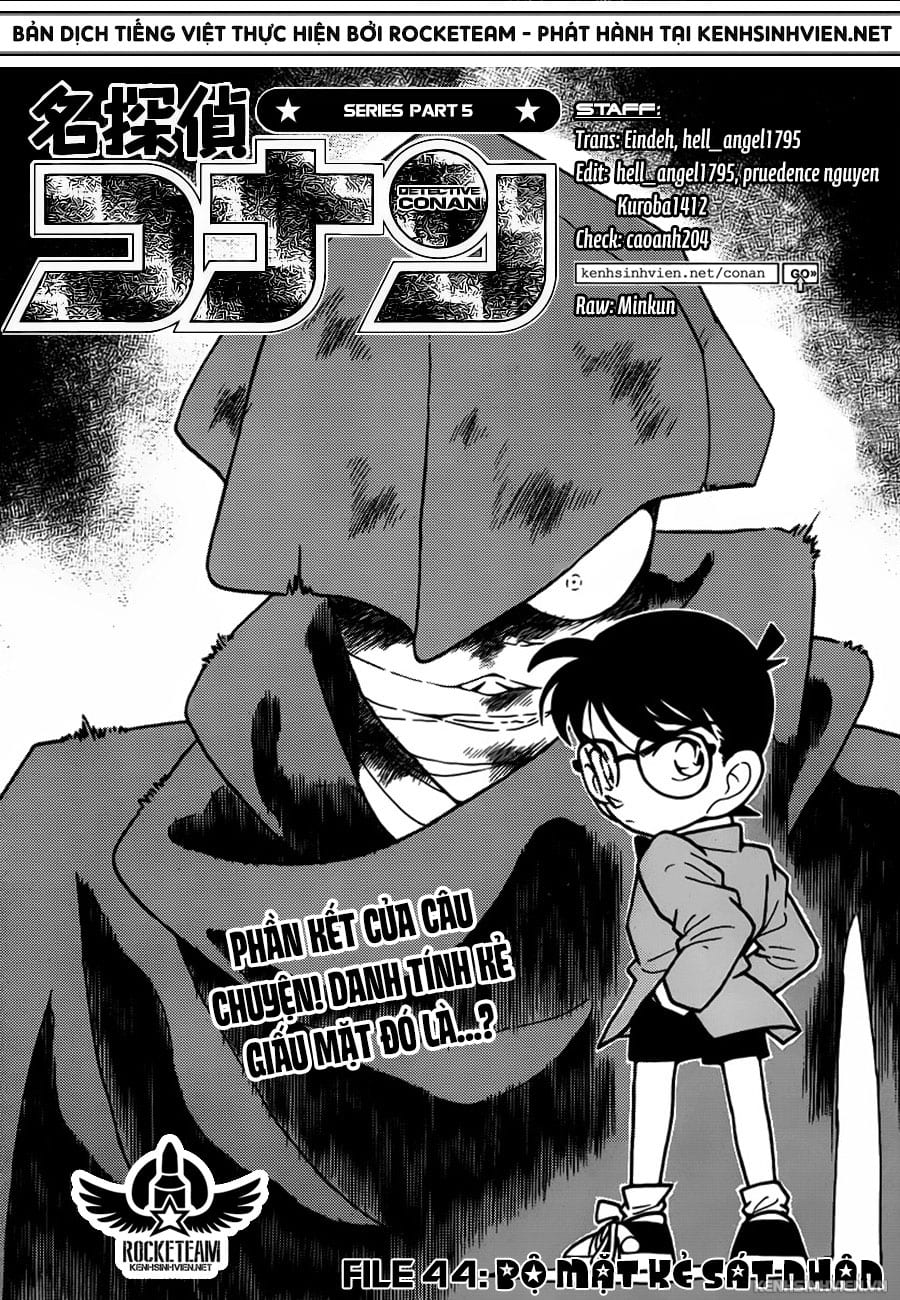 BẢN DỊCH TIẾNG VIỆT THỰC HIỆN BỞI ROCKETEAM - PHÁT HÀNH TẠI KENHSINHVIEN.NET
名探偵
コナン
DETECTIVE
CONAN
SERIES PART 5
STAFF:
Trans: Eindeh, hell_angel1795
Edit: hell_angel1795, pruedence nguyen
Kuroba1412
Check: caoanh204
kenhsinhvien.net/conan GO»
Raw: Minkun
PHẦN KẾT CỦA CÂU
CHUYỆN! DANH TÍNH KẺ
GIẤU MẶT ĐÓ LÀ...?
ROCKETEAM
KENHSINHVIEN.NET
FILE 44: BỘ MẶT KẺ SÁT NHÂN
KENHSINHVIEN.VN